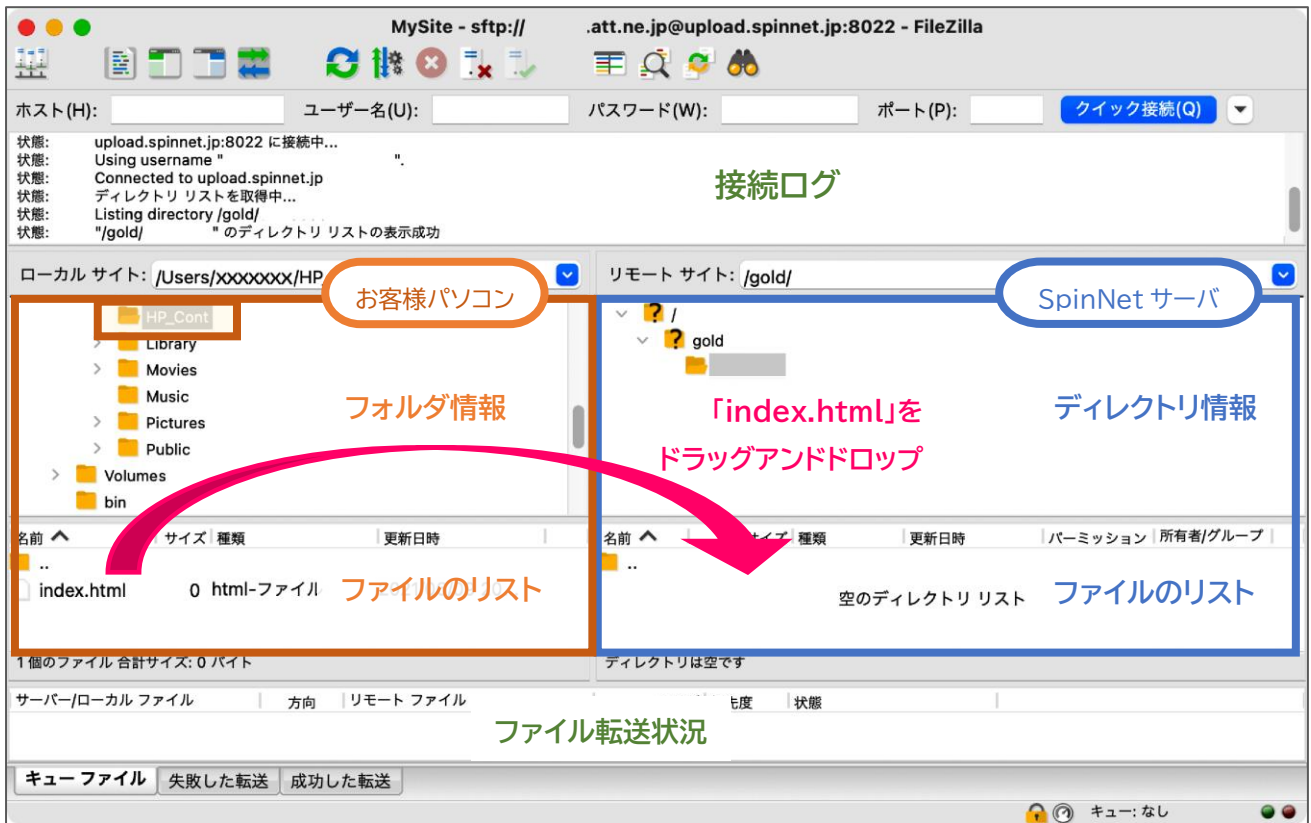 MySite - sftp:// .att.ne.jp@upload.spinnet.jp:8022 - FileZilla
ホスト(H): ユーザー名(U): パスワード(W): ポート(P): クイック接続(Q)
状態: upload.spinnet.jp:8022 に接続中...
状態: Using username " ".
状態: Connected to upload.spinnet.jp
状態: ディレクトリ リストを取得中...
状態: Listing directory /gold/
状態: "/gold/ " のディレクトリ リストの表示成功
接続ログ
ローカル サイト: /Users/xxxxxxx/HP
お客様パソコン
リモート サイト: /gold/
SpinNet サーバ
HP_Cont
Library
Movies
Music
Pictures
Public
Volumes
bin
フォルダ情報
/
gold
「index.html」を
ドラッグアンドドロップ
ディレクトリ情報
名前 サイズ 種類 更新日時
..
index.html 0 html-ファイル
ファイルのリスト
1個のファイル 合計サイズ: 0 バイト
名前 サイズ 種類 更新日時 パーミッション 所有者/グループ
..
空のディレクトリ リスト
ファイルのリスト
ディレクトリは空です
サーバー/ローカル ファイル 方向 リモート ファイル 先度 状態
ファイル転送状況
キュー ファイル 失敗した転送 成功した転送
キュー: なし